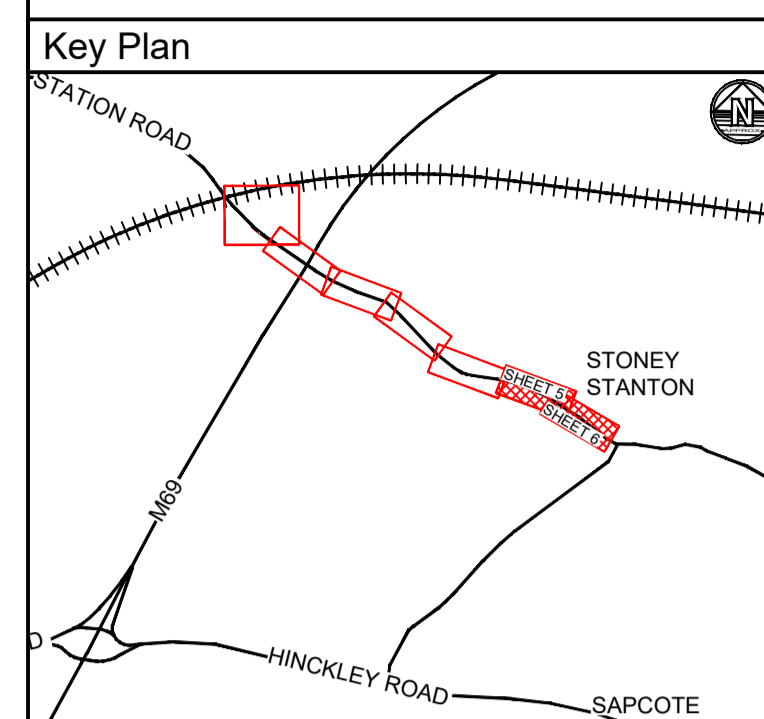 Key Plan
STATION ROAD
N
APPROX
STONEY
STANTON
SHEET 5
SHEET 6
M69
D
HINCKLEY ROAD
SAPCOTE